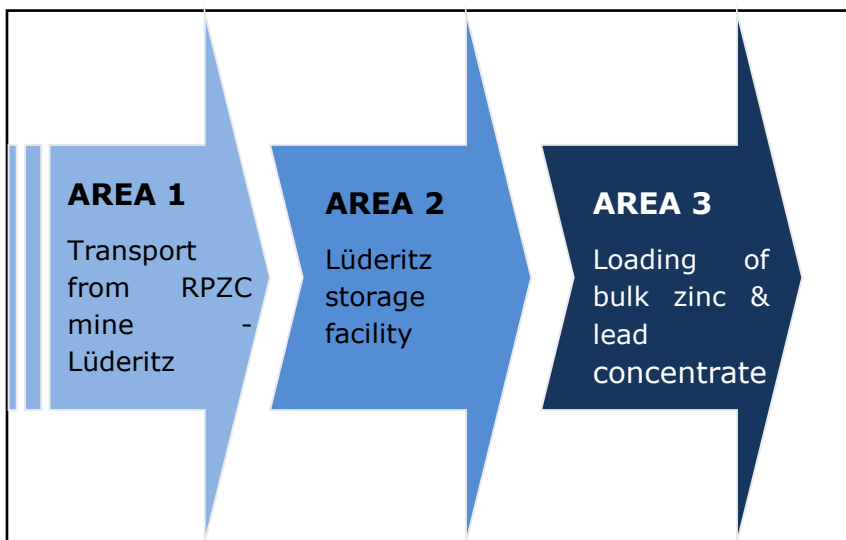 AREA 1
Transport
from RPZC
mine -
Lüderitz
AREA 2
Lüderitz
storage
facility
AREA 3
Loading of
bulk zinc &
lead
concentrate